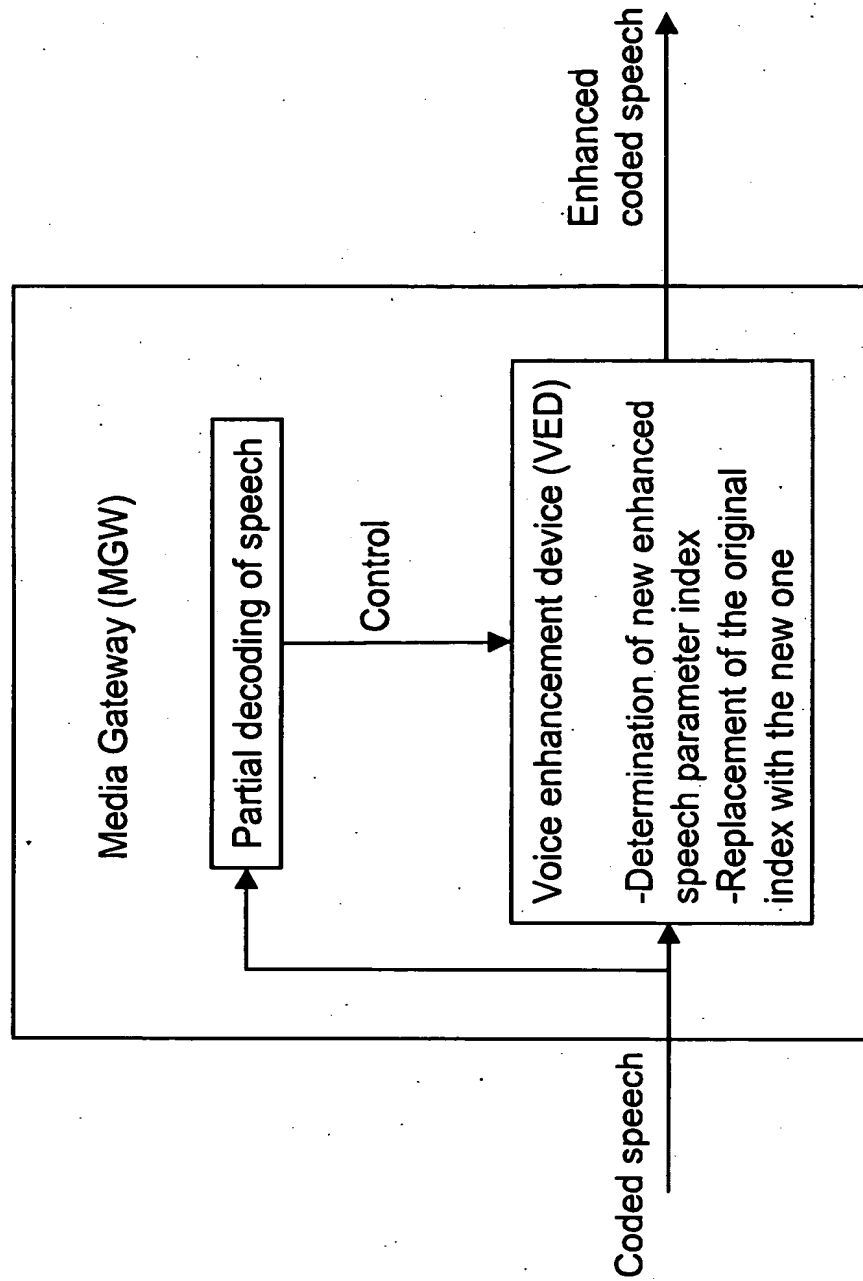 Media Gateway (MGW)
Partial decoding of speech
Control
Voice enhancement device (VED)
-Determination of new enhanced
speech parameter index
-Replacement of the original
index with the new one
Coded speech
Enhanced
coded speech